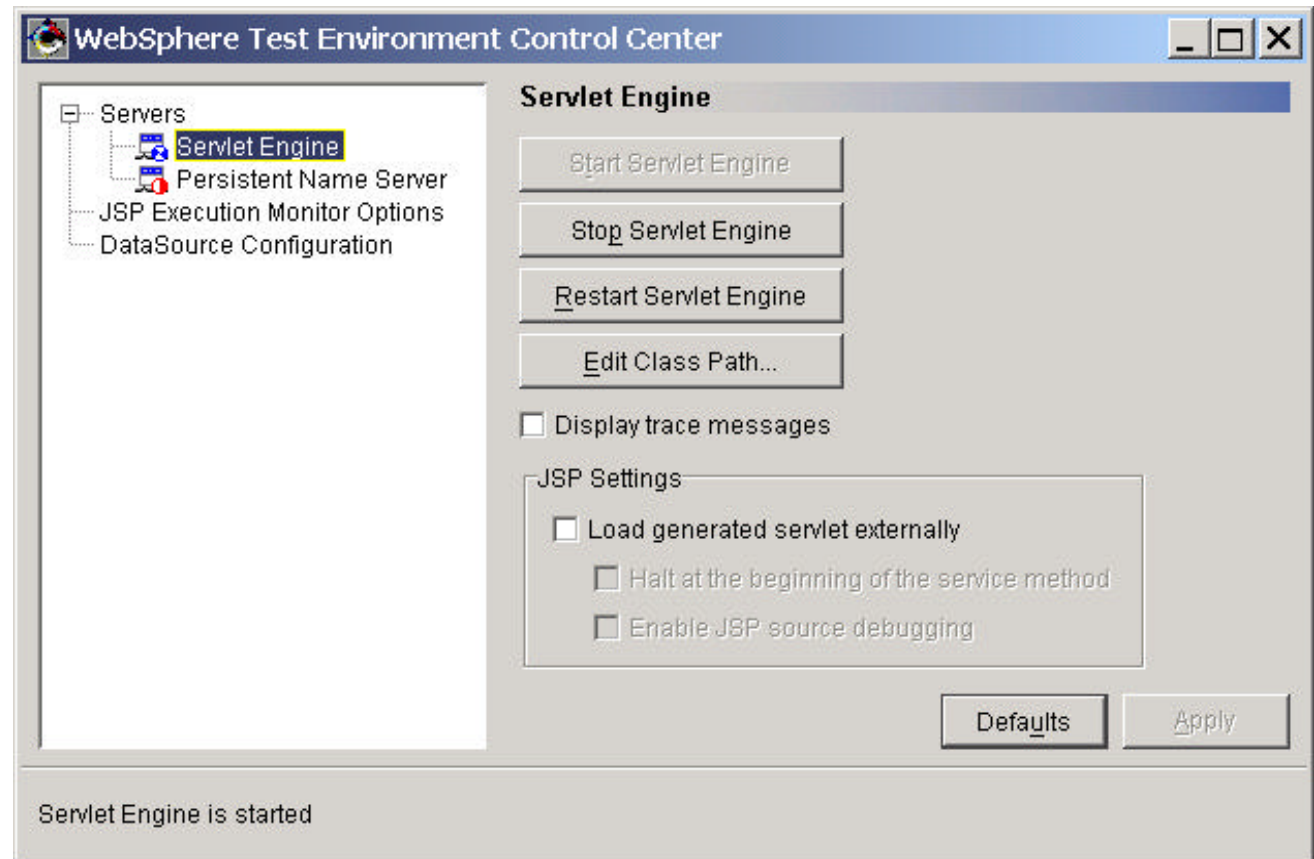 WebSphere Test Environment Control Center
Servers
Servlet Engine
Persistent Name Server
JSP Execution Monitor Options
DataSource Configuration
Servlet Engine
Start Servlet Engine
Stop Servlet Engine
Restart Servlet Engine
Edit Class Path...
Display trace messages
JSP Settings
Load generated servlet externally
Halt at the beginning of the service method
Enable JSP source debugging
Defaults
Apply
Servlet Engine is started